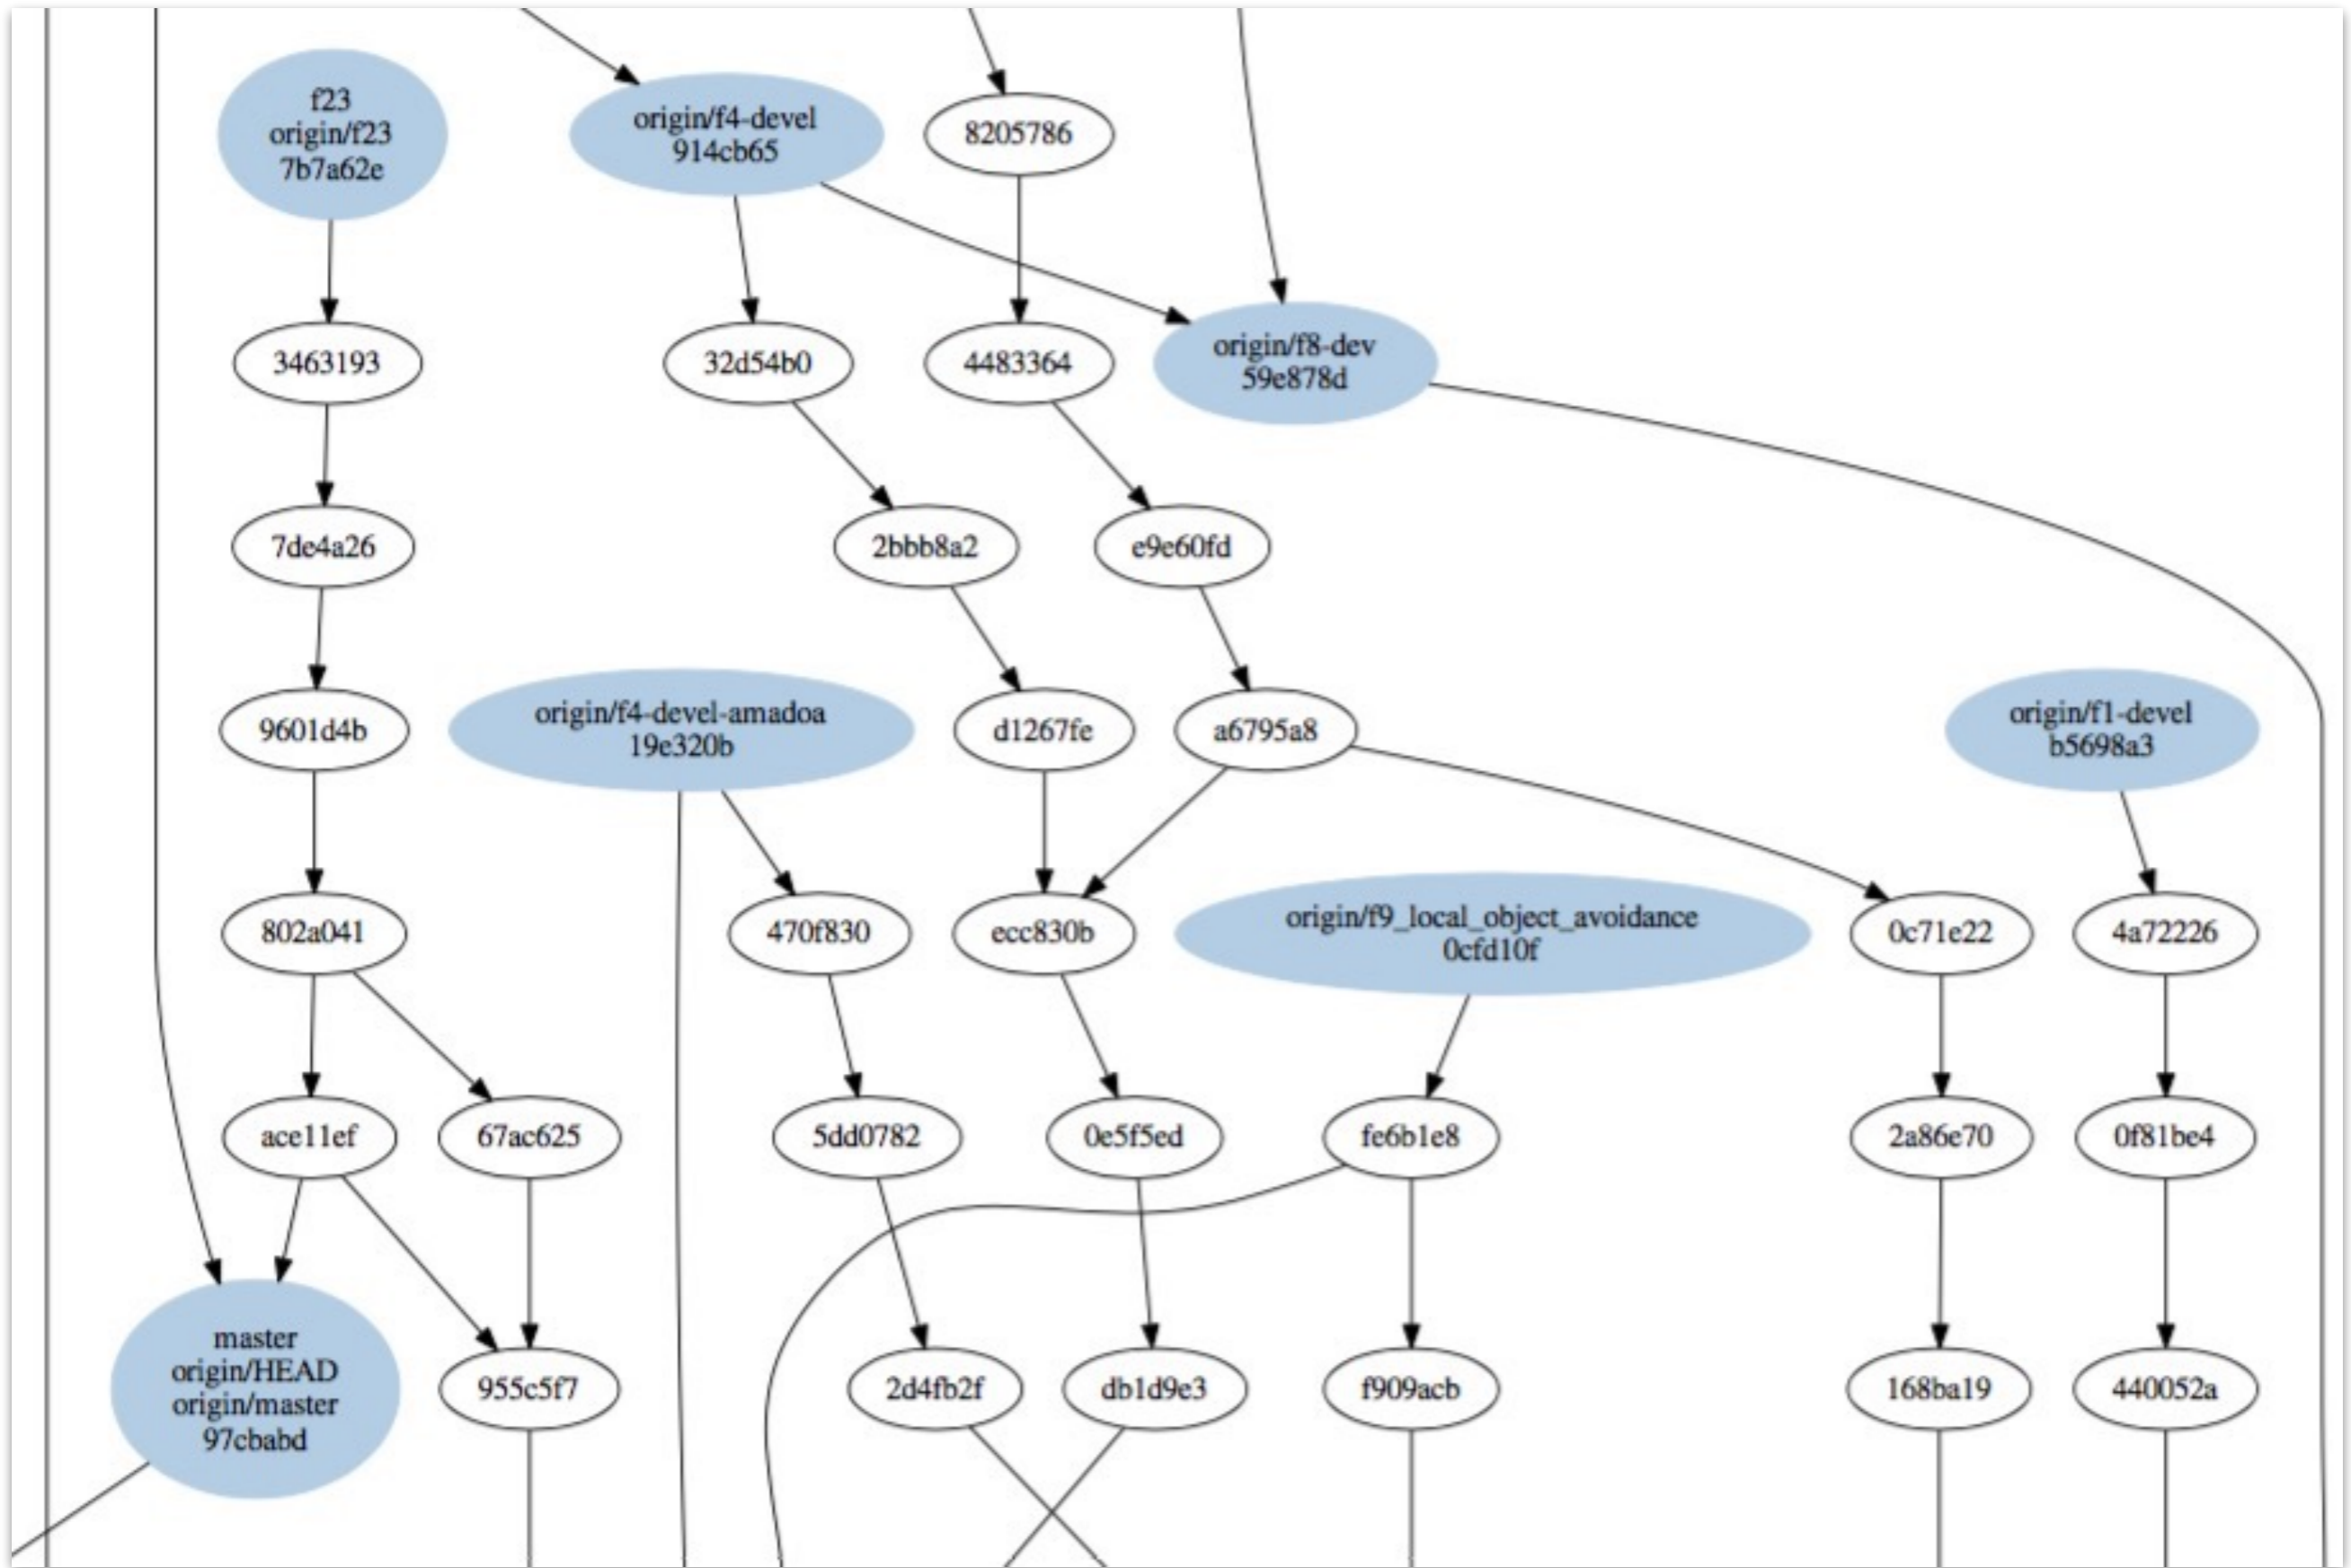 f23
origin/f23
7b7a62e
origin/f4-devel
914cb65
8205786
3463193
32d54b0
4483364
origin/f8-dev
59e878d
7de4a26
2bbb8a2
e9e60fd
9601d4b
origin/f4-devel-amadoa
19e320b
d1267fe
a6795a8
origin/f1-devel
b5698a3
802a041
470f830
ecc830b
origin/f9_local_object_avoidance
0cfd10f
0c71e22
4a72226
ace11ef
67ac625
5dd0782
0e5f5ed
fe6b1e8
2a86e70
0f81be4
master
origin/HEAD
origin/master
97cbabd
955c5f7
2d4fb2f
db1d9e3
f909acb
168ba19
440052a